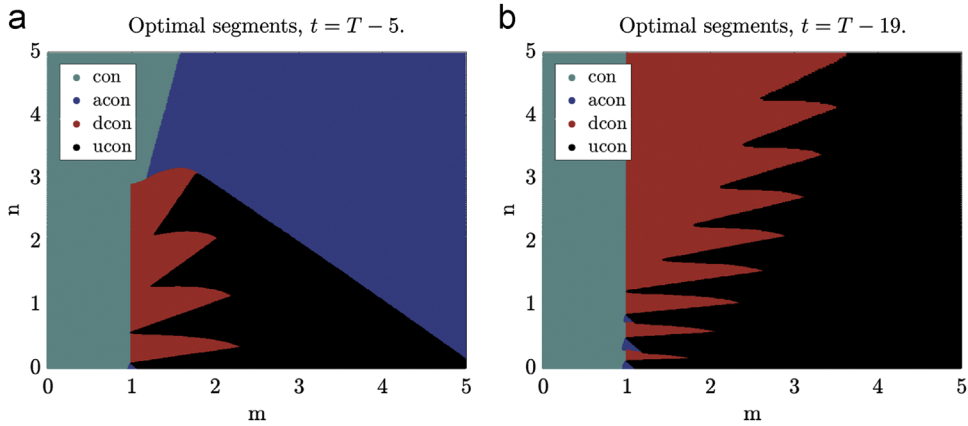 a
Optimal segments, t = T − 5.
con
acon
dcon
ucon
5
4
3
2
1
0
n
0 1 2 3 4 5
m
b
Optimal segments, t = T − 19.
con
acon
dcon
ucon
5
4
3
2
1
0
n
0 1 2 3 4 5
m